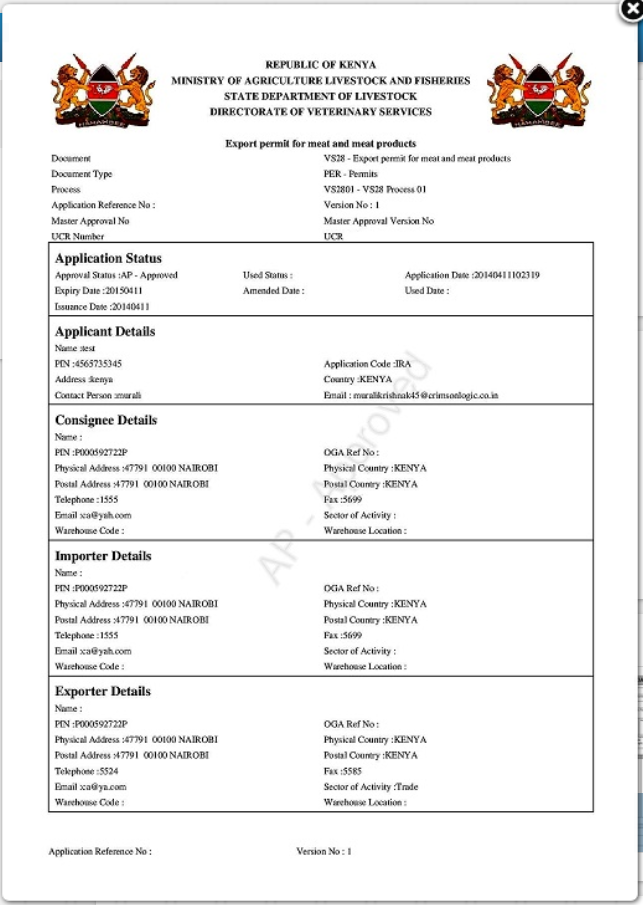 REPUBLIC OF KENYA
MINISTRY OF AGRICULTURE LIVESTOCK AND FISHERIES
STATE DEPARTMENT OF LIVESTOCK
DIRECTORATE OF VETERINARY SERVICES
HARAMBEE HARAMBEE
Export permit for meat and meat products
Document VS28 - Export permit for meat and meat products
Document Type PER - Permits
Process VS2801 - VS28 Process 01
Application Reference No : Version No : 1
Master Approval No Master Approval Version No
UCR Number UCR
Application Status
Approval Status :AP - Approved Used Status : Application Date :20140411102319
Expiry Date :20150411 Amended Date : Used Date :
Issuance Date :20140411
Applicant Details
Name :test
PIN :4565735345 Application Code :IRA
Address :kenya Country :KENYA
Contact Person :murali Email : muralikrishnak45@crimsonlogic.co.in
Consignee Details
Name :
PIN :P000592722P OGA Ref No :
Physical Address :47791 00100 NAIROBI Physical Country :KENYA
Postal Address :47791 00100 NAIROBI Postal Country :KENYA
Telephone :1555 Fax :5699
Email :ca@yah.com Sector of Activity :
Warehouse Code : Warehouse Location :
AP - Approved
Importer Details
Name :
PIN :P000592722P OGA Ref No :
Physical Address :47791 00100 NAIROBI Physical Country :KENYA
Postal Address :47791 00100 NAIROBI Postal Country :KENYA
Telephone :1555 Fax :5699
Email :ca@yah.com Sector of Activity :
Warehouse Code : Warehouse Location :
Exporter Details
Name :
PIN :P000592722P OGA Ref No :
Physical Address :47791 00100 NAIROBI Physical Country :KENYA
Postal Address :47791 00100 NAIROBI Postal Country :KENYA
Telephone :5524 Fax :5585
Email :ca@ya.com Sector of Activity :Trade
Warehouse Code : Warehouse Location :
Application Reference No : Version No : 1